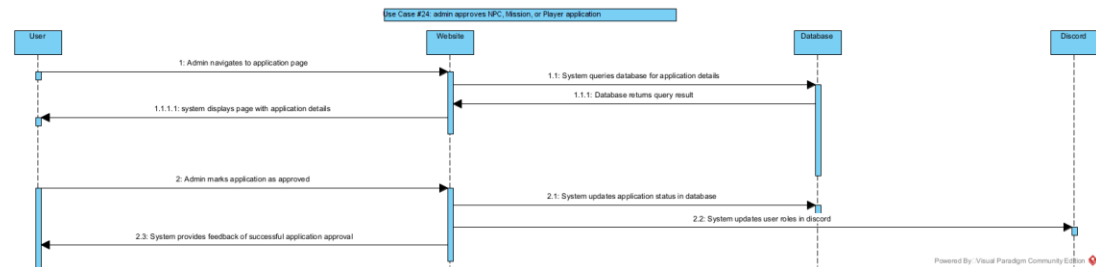 Use Case #24: admin approves NPC, Mission, or Player application
User
Website
Database
Discord
1: Admin navigates to application page
1.1: System queries database for application details
1.1.1: Database returns query result
1.1.1.1: system displays page with application details
2: Admin marks application as approved
2.1: System updates application status in database
2.2: System updates user roles in discord
2.3: System provides feedback of successful application approval
Powered By: Visual Paradigm Community Edition